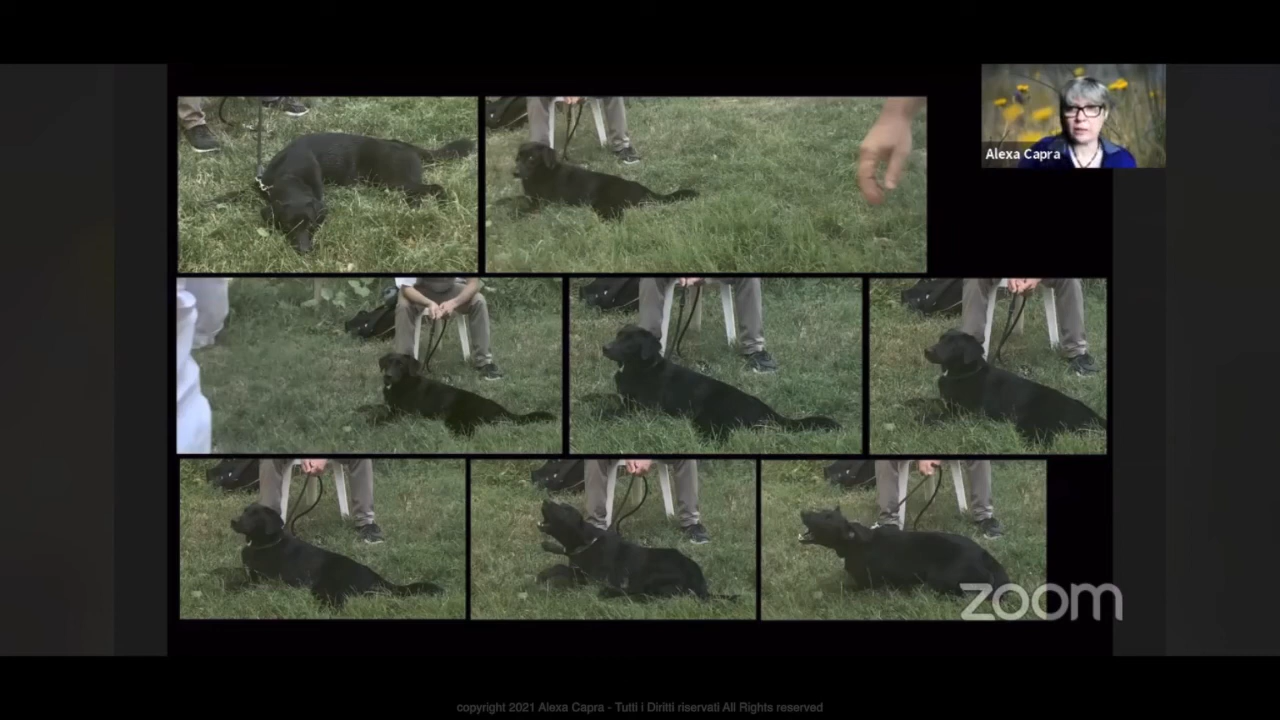 Alexa Capra
zoom
copyright 2021 Alexa Capra - Tutti i Diritti riservati All Rights reserved